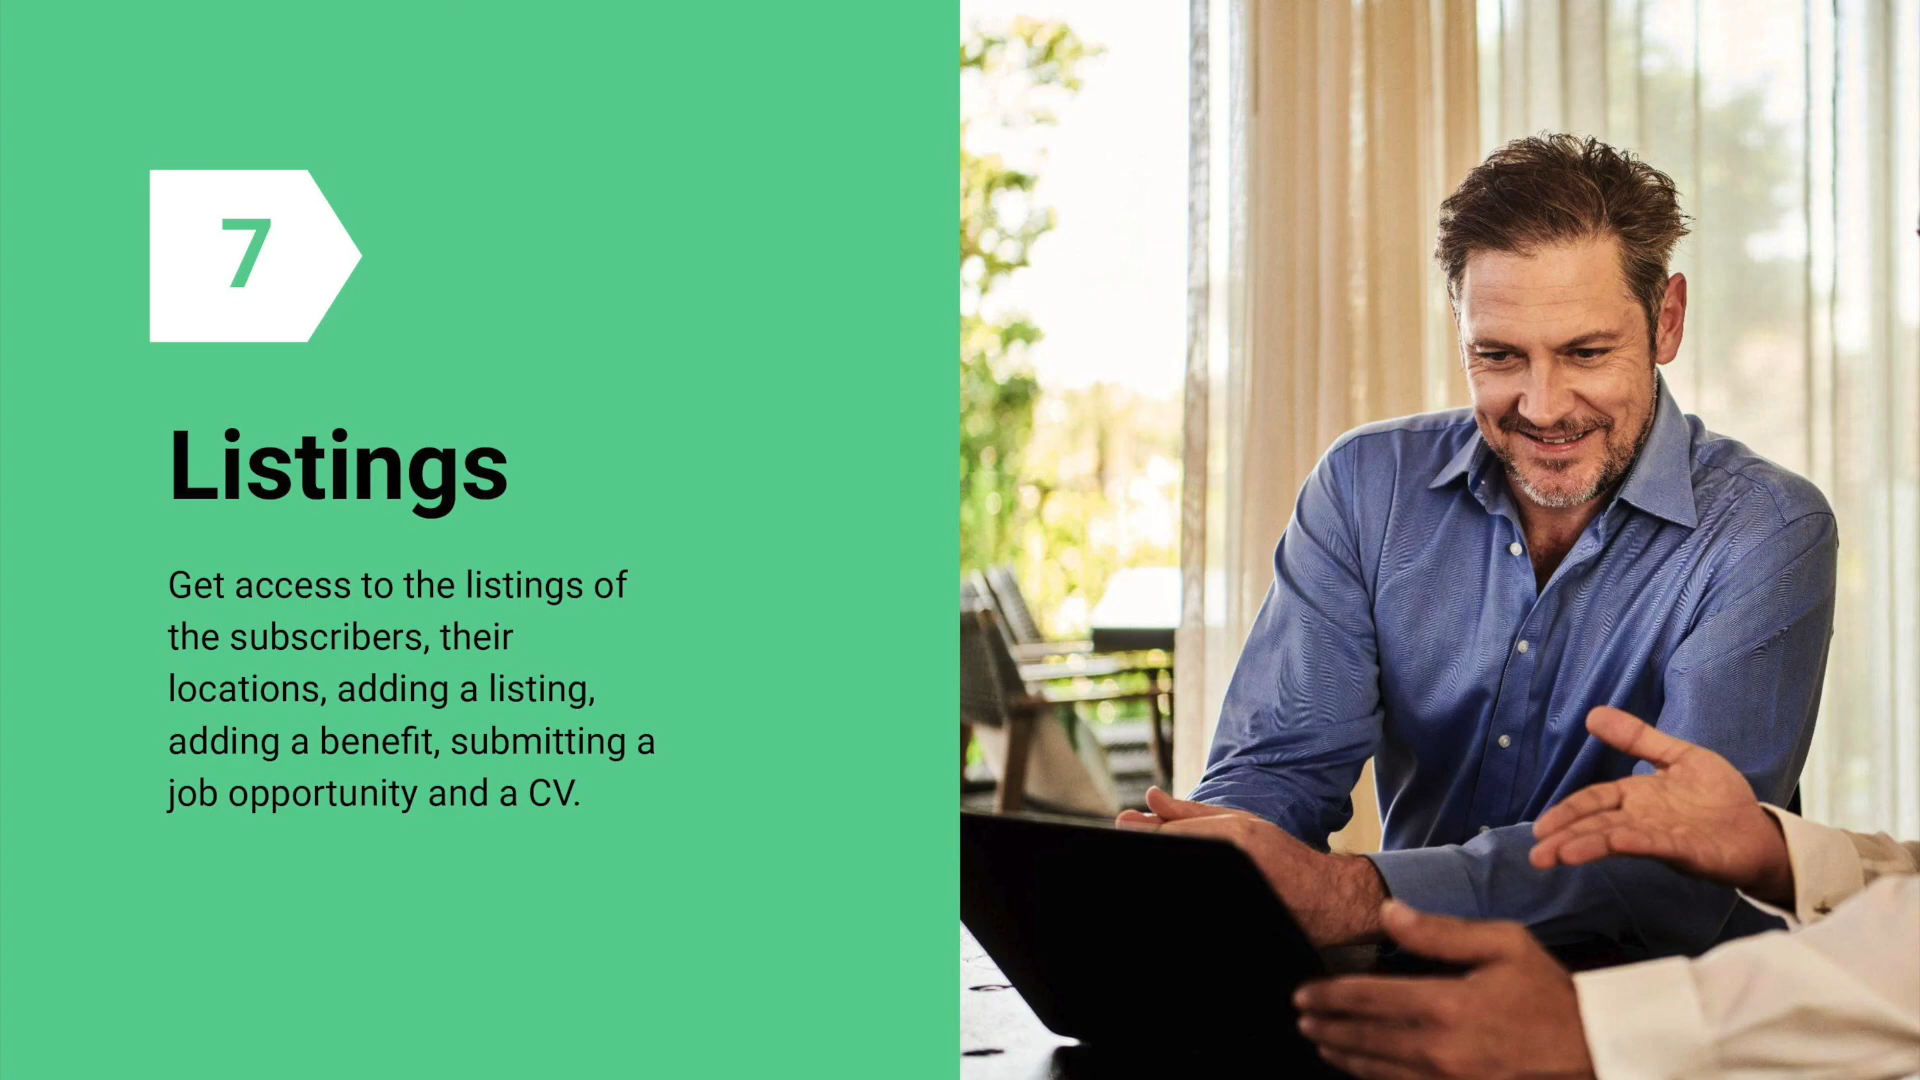 7
Listings
Get access to the listings of
the subscribers, their
locations, adding a listing,
adding a benefit, submitting a
job opportunity and a CV.